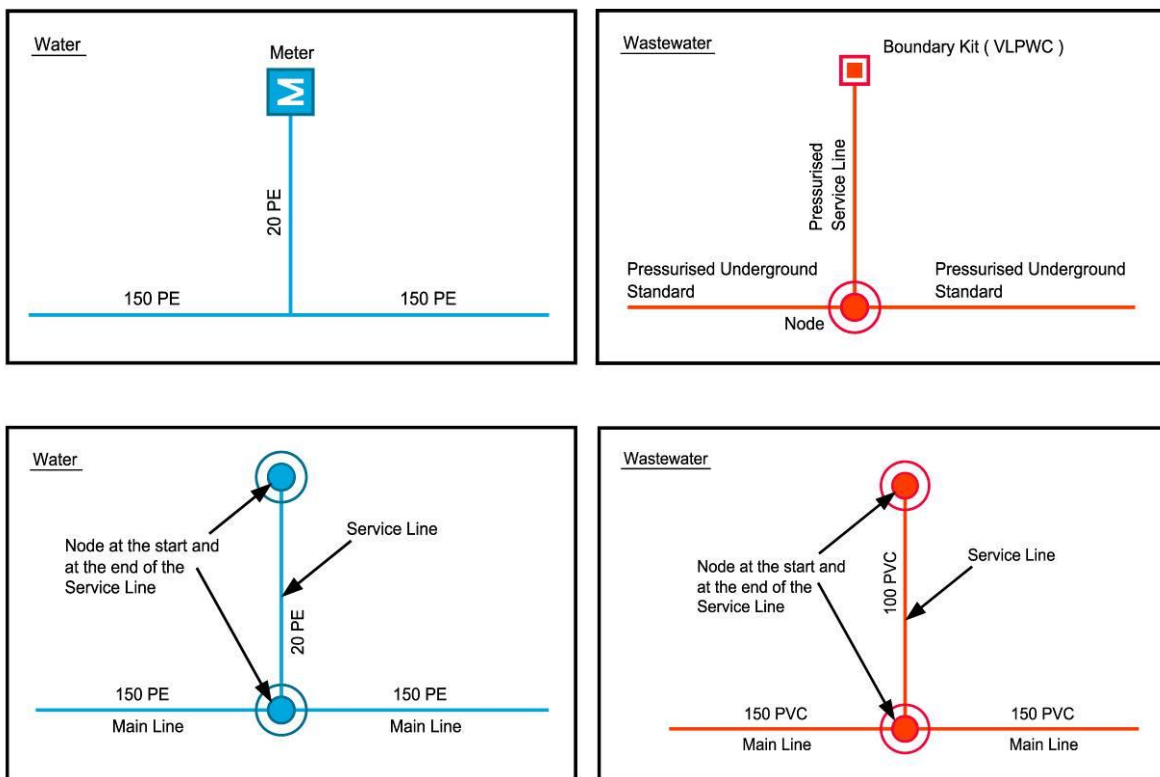 Water
Meter
M
20 PE
150 PE
150 PE
Wastewater
Boundary Kit ( VLPWC )
Pressurised
Service Line
Pressurised Underground
Standard
Pressurised Underground
Standard
Node
Water
Node at the start and
at the end of the
Service Line
Service Line
20 PE
150 PE
150 PE
Main Line
Main Line
Wastewater
Node at the start and
at the end of the
Service Line
100 PVC
Service Line
150 PVC
150 PVC
Main Line
Main Line